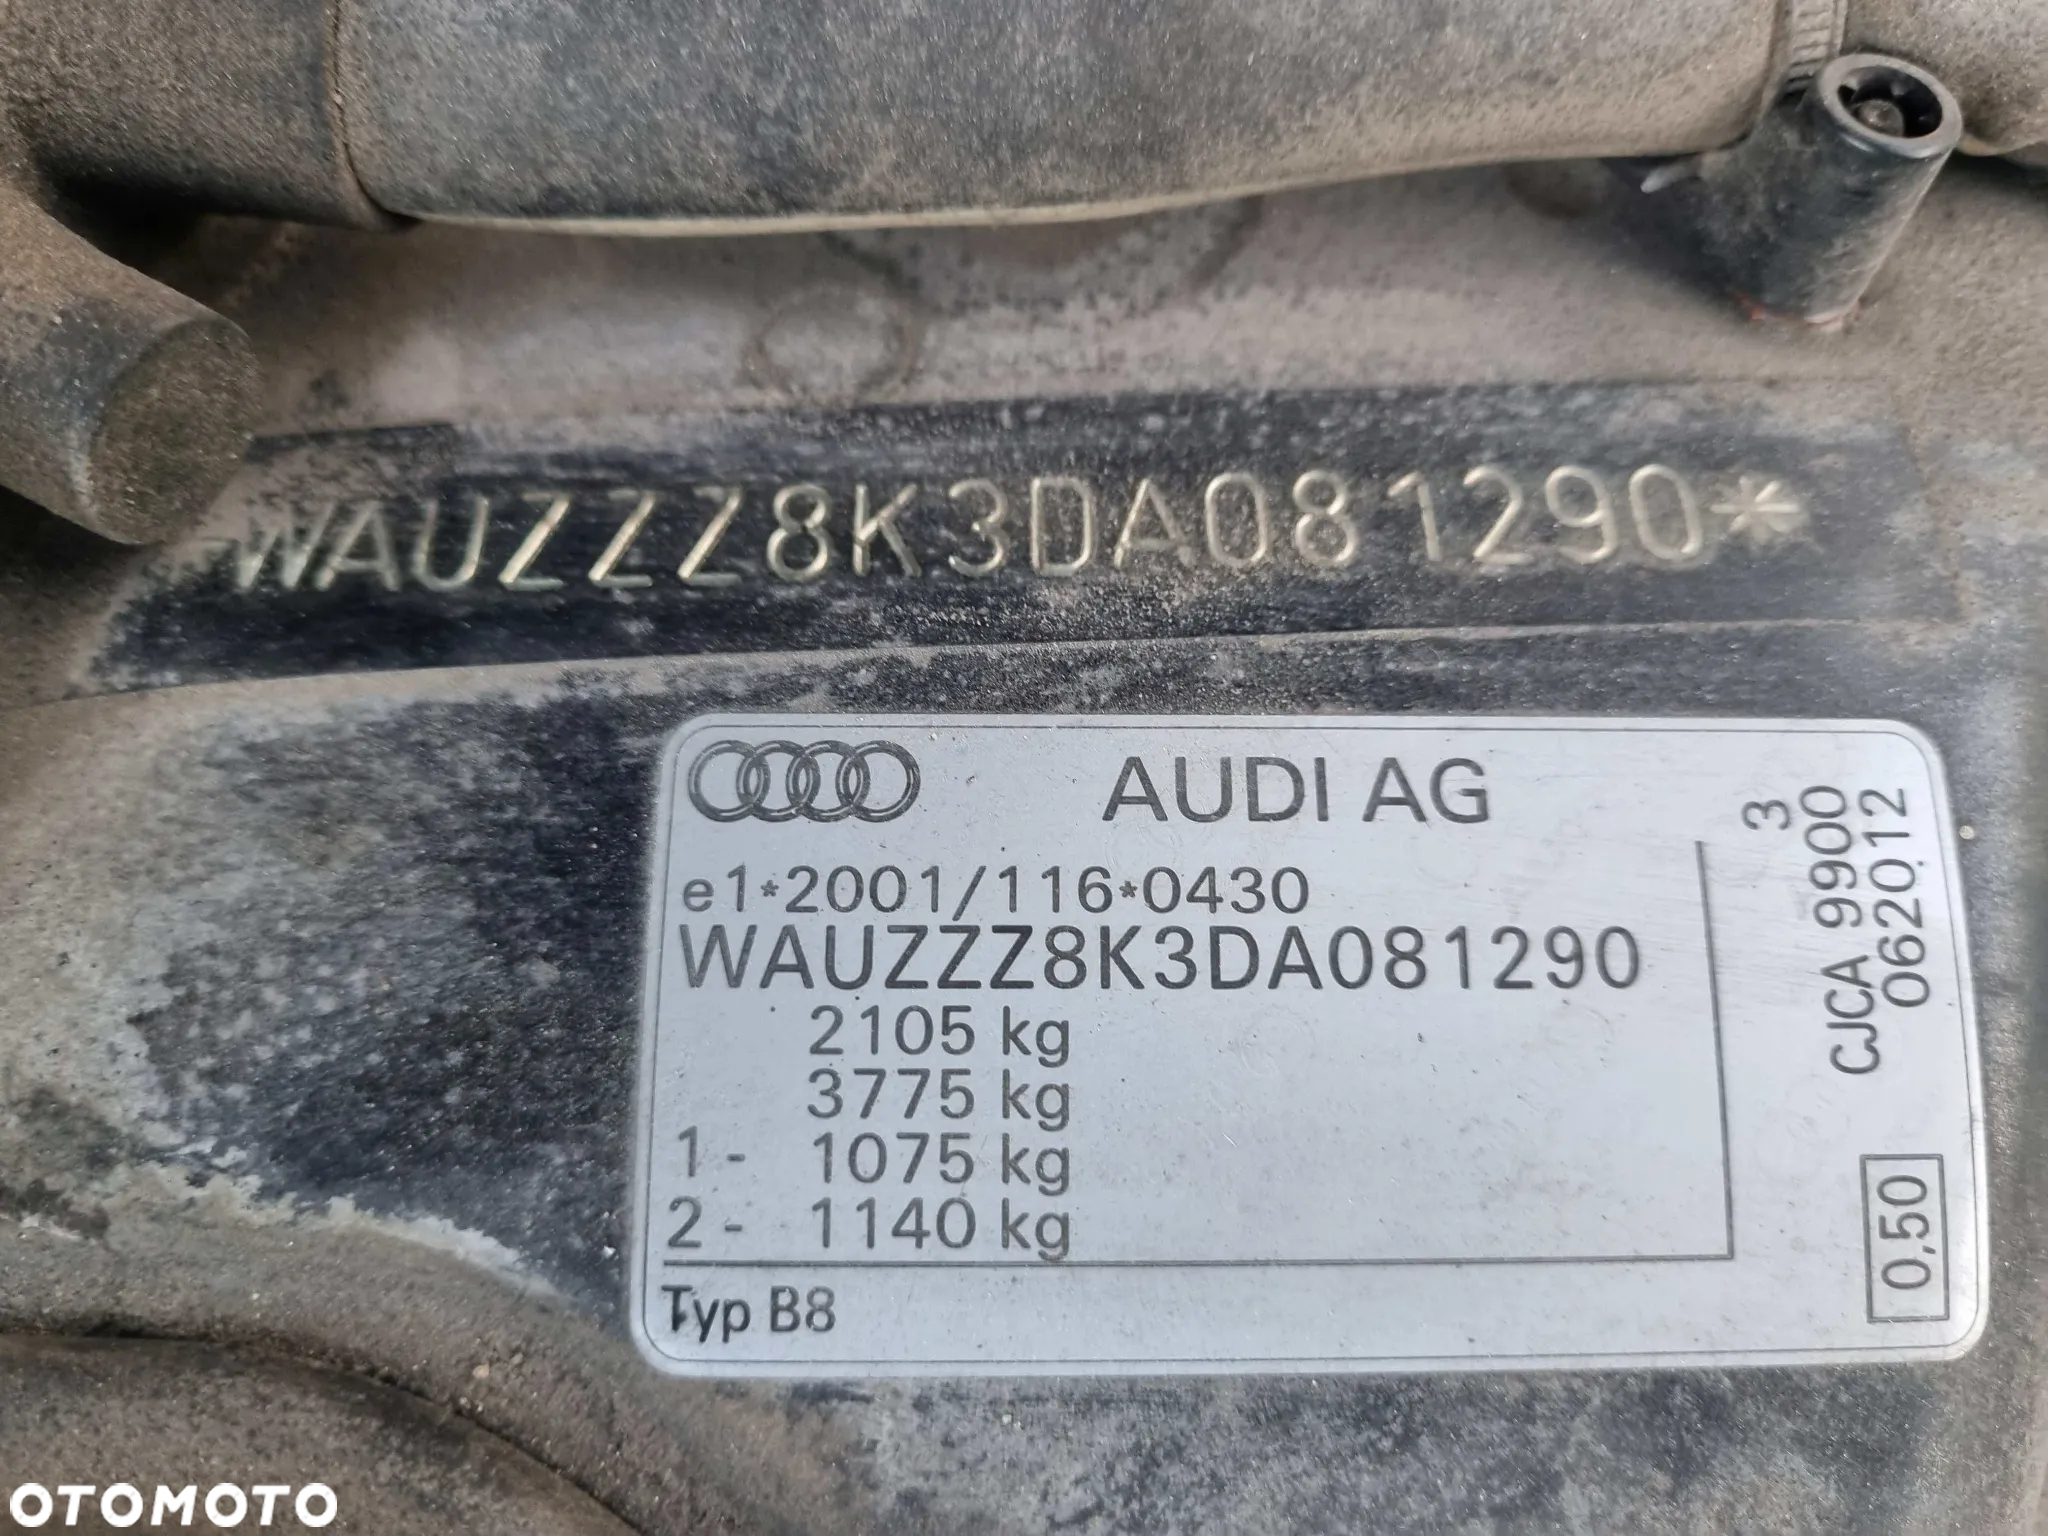 *WAUZZZ8K3DA081290*
AUDI AG
e1*2001/116*0430
WAUZZZ8K3DA081290
2105 kg
3775 kg
1- 1075 kg
2- 1140 kg
Typ B8
3
CJCA 9900
062012
0,50
OTOMOTO